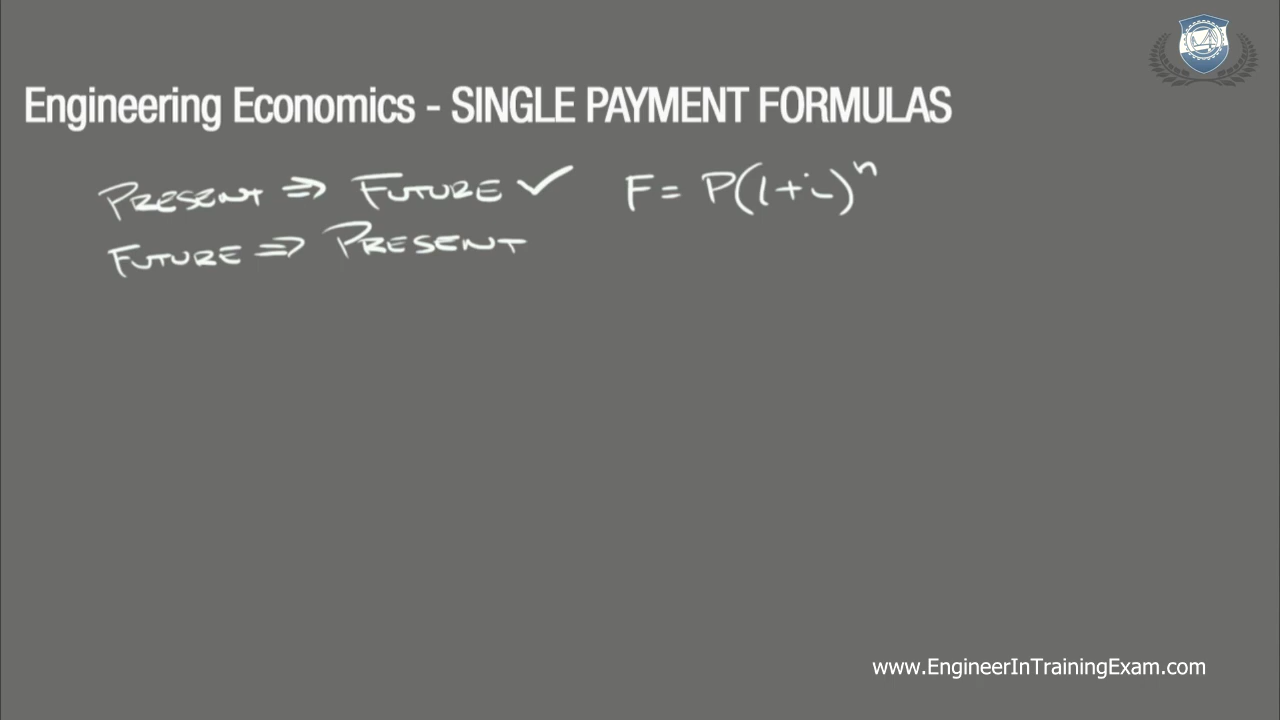 Engineering Economics - SINGLE PAYMENT FORMULAS
PRESENT ⇒ FUTURE ✓ F = P(1+i)ⁿ
FUTURE ⇒ PRESENT
www.EngineerInTrainingExam.com